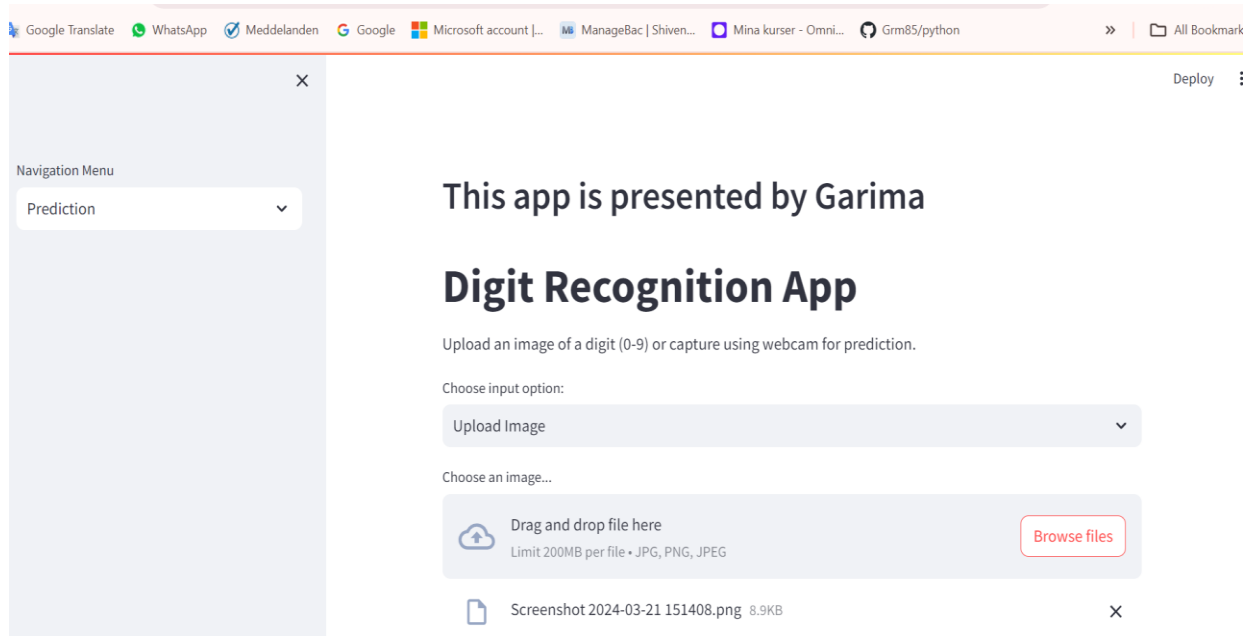 Google Translate WhatsApp Meddelanden Google Microsoft account |... ManageBac | Shiven... Mina kurser - Omni... Grm85/python » All Bookmark
Deploy
Navigation Menu
Prediction
This app is presented by Garima
Digit Recognition App
Upload an image of a digit (0-9) or capture using webcam for prediction.
Choose input option:
Upload Image
Choose an image...
Drag and drop file here
Browse files
Limit 200MB per file • JPG, PNG, JPEG
Screenshot 2024-03-21 151408.png 8.9KB